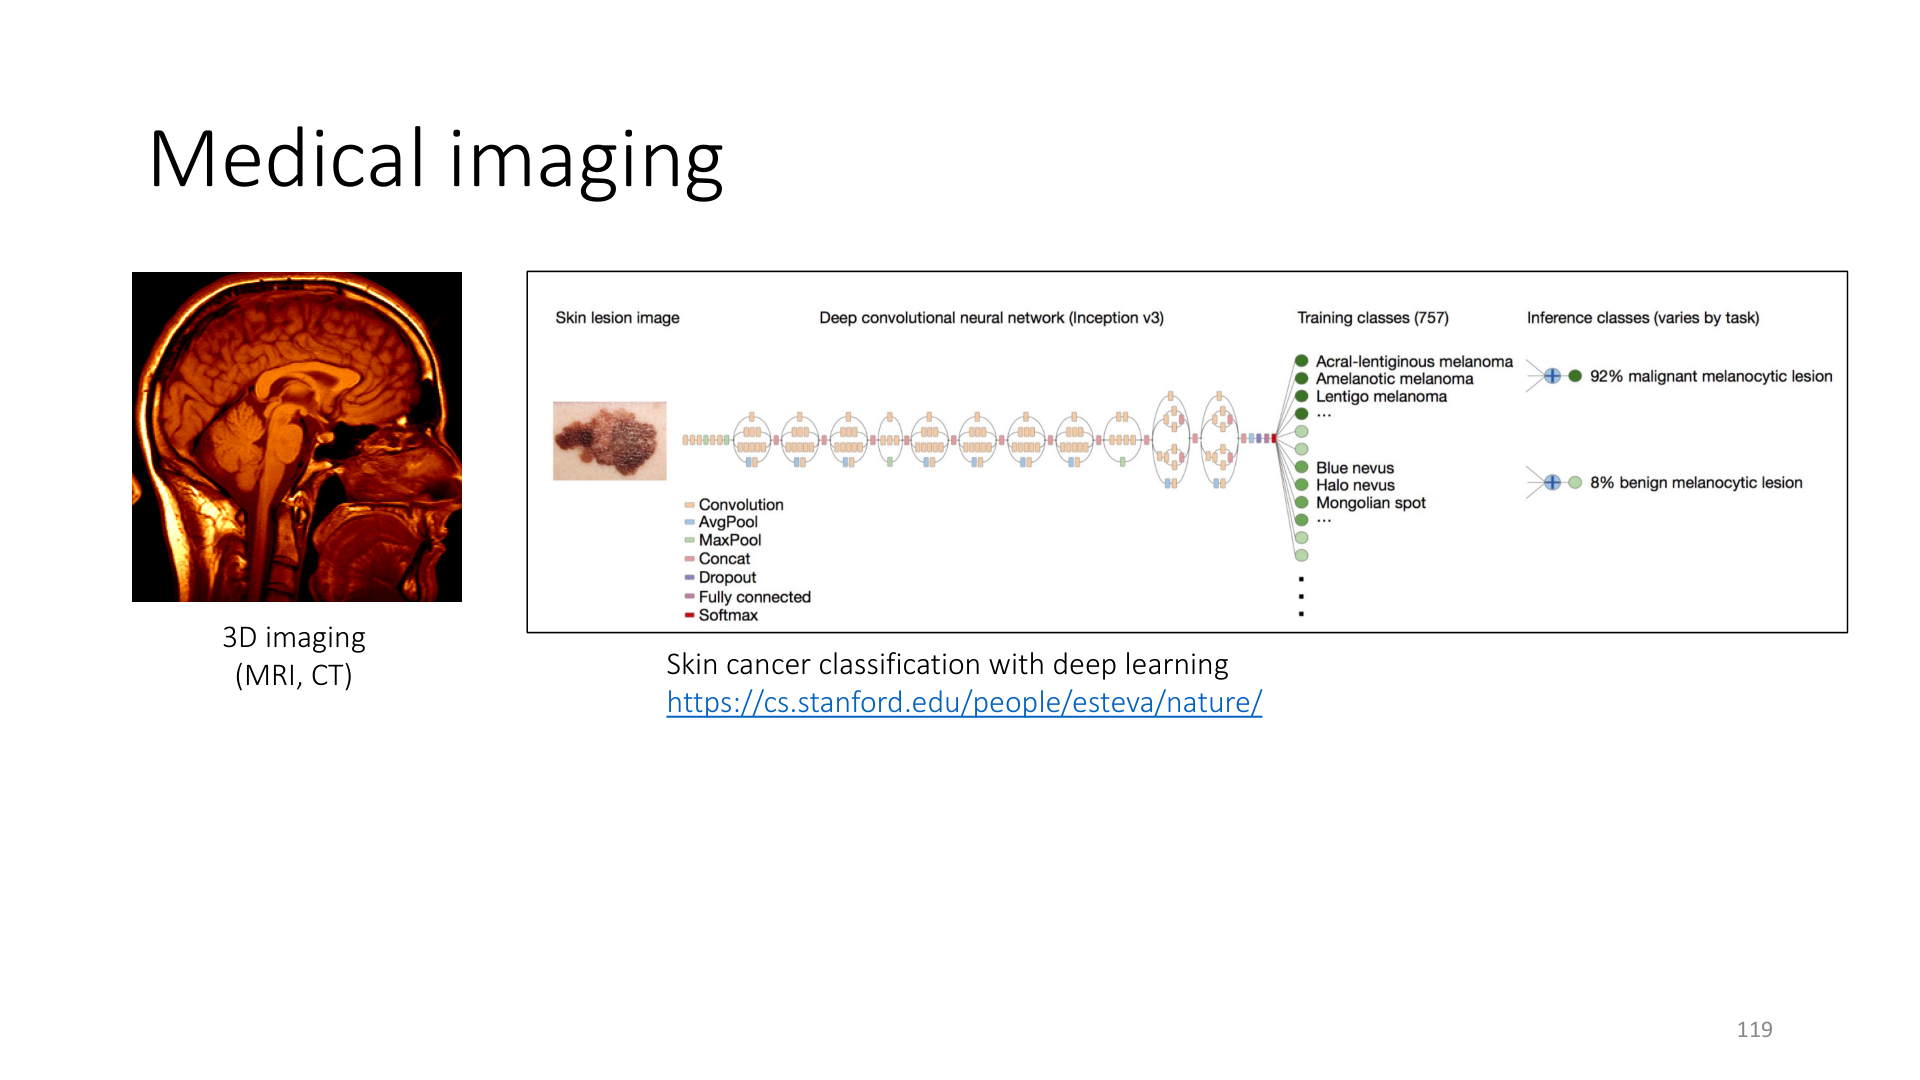 Medical imaging
3D imaging
(MRI, CT)
Skin lesion image
Deep convolutional neural network (Inception v3)
Training classes (757)
Inference classes (varies by task)
Acral-lentiginous melanoma
Amelanotic melanoma
Lentigo melanoma
...
Blue nevus
Halo nevus
Mongolian spot
...
92% malignant melanocytic lesion
8% benign melanocytic lesion
Convolution
AvgPool
MaxPool
Concat
Dropout
Fully connected
Softmax
Skin cancer classification with deep learning
https://cs.stanford.edu/people/esteva/nature/
119